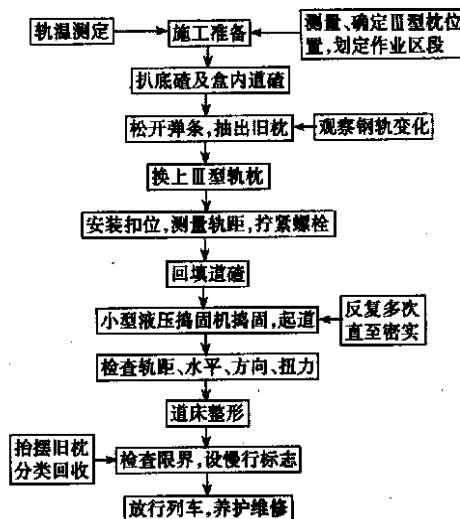 轨温测定
施工准备
测量、确定Ⅲ型枕位
置,划定作业区段
扒底碴及盒内道碴
松开弹条,抽出旧枕
观察钢轨变化
换上Ⅲ型轨枕
安装扣位,测量轨距,拧紧螺栓
回填道碴
小型液压捣固机捣固,起道
反复多次
直至密实
检查轨距、水平、方向、扭力
道床整形
抬摆旧枕
分类回收
检查限界,设慢行标志
放行列车,养护维修